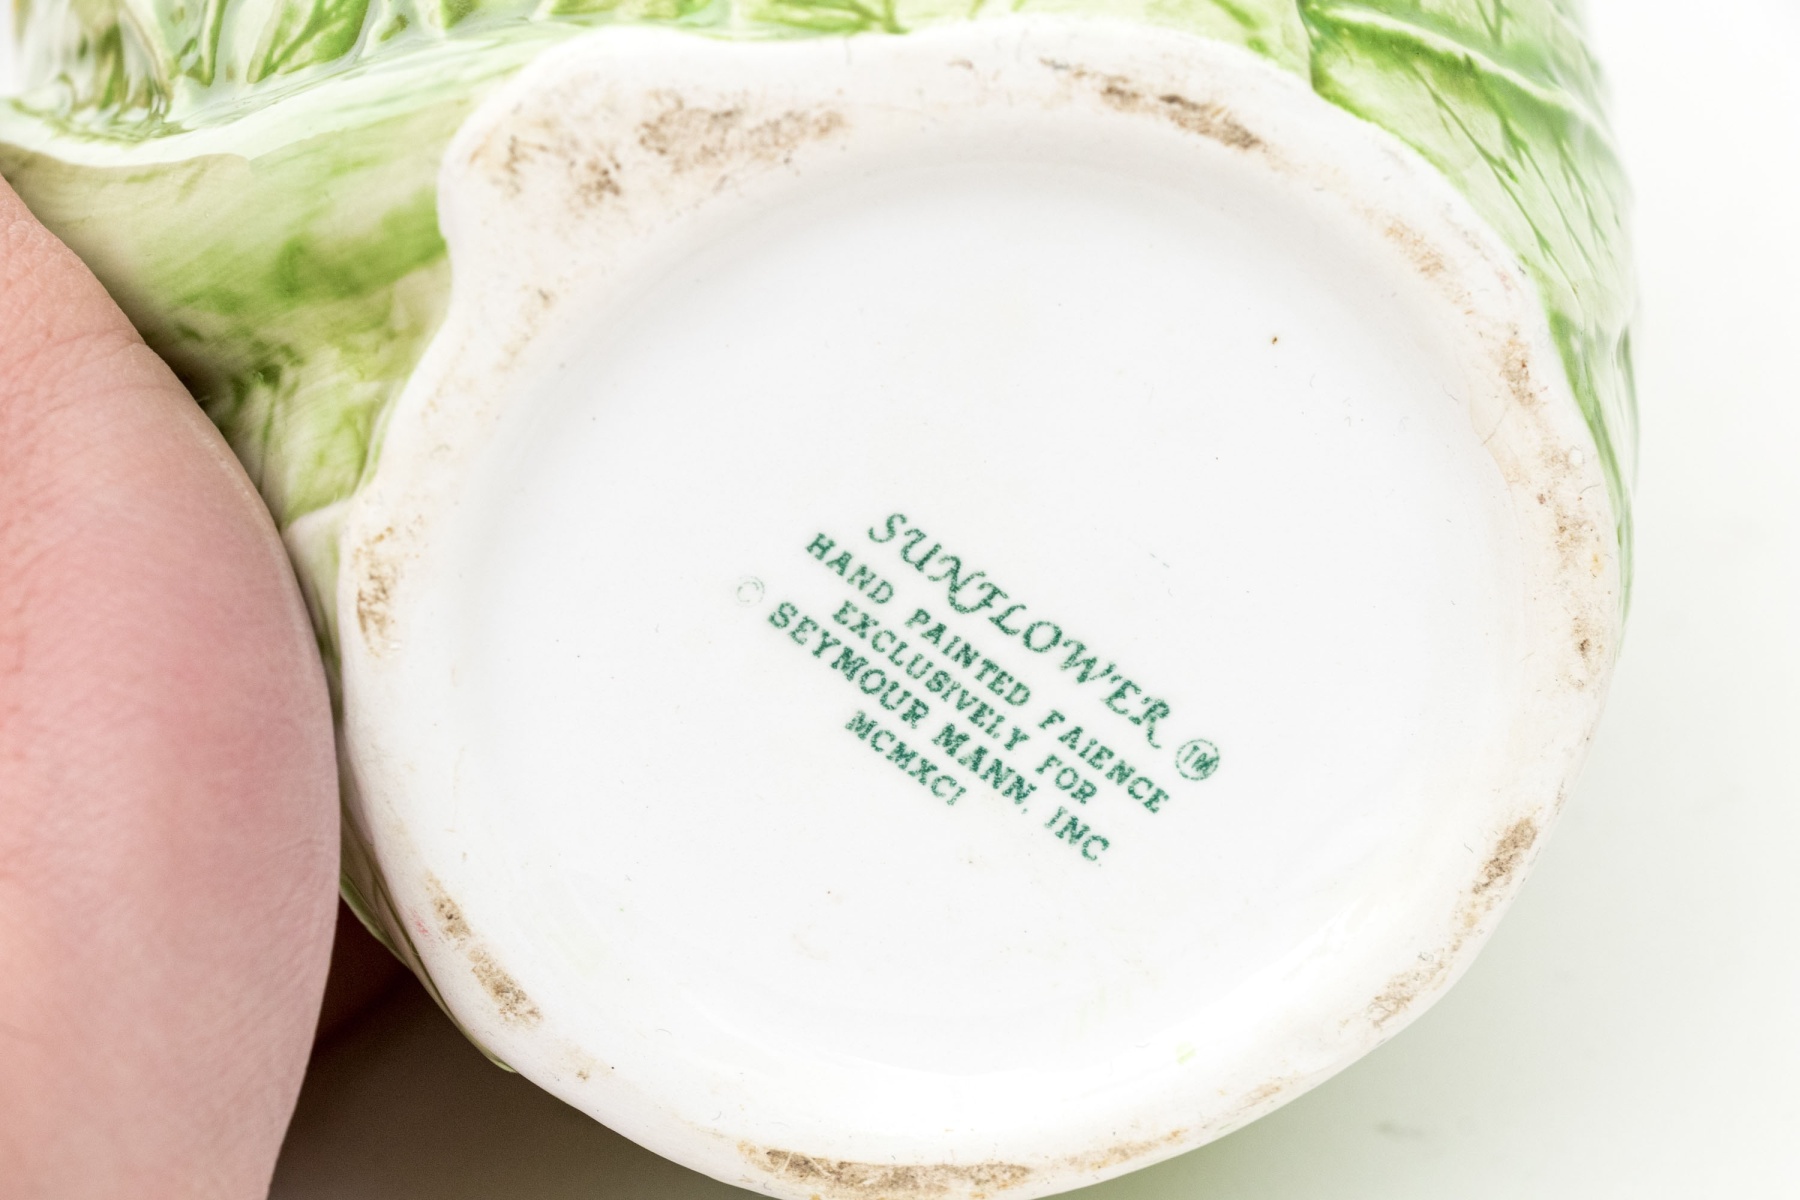 SUNFLOWER ™
HAND PAINTED FAIENCE
EXCLUSIVELY FOR
© SEYMOUR MANN, INC
MCMXCI